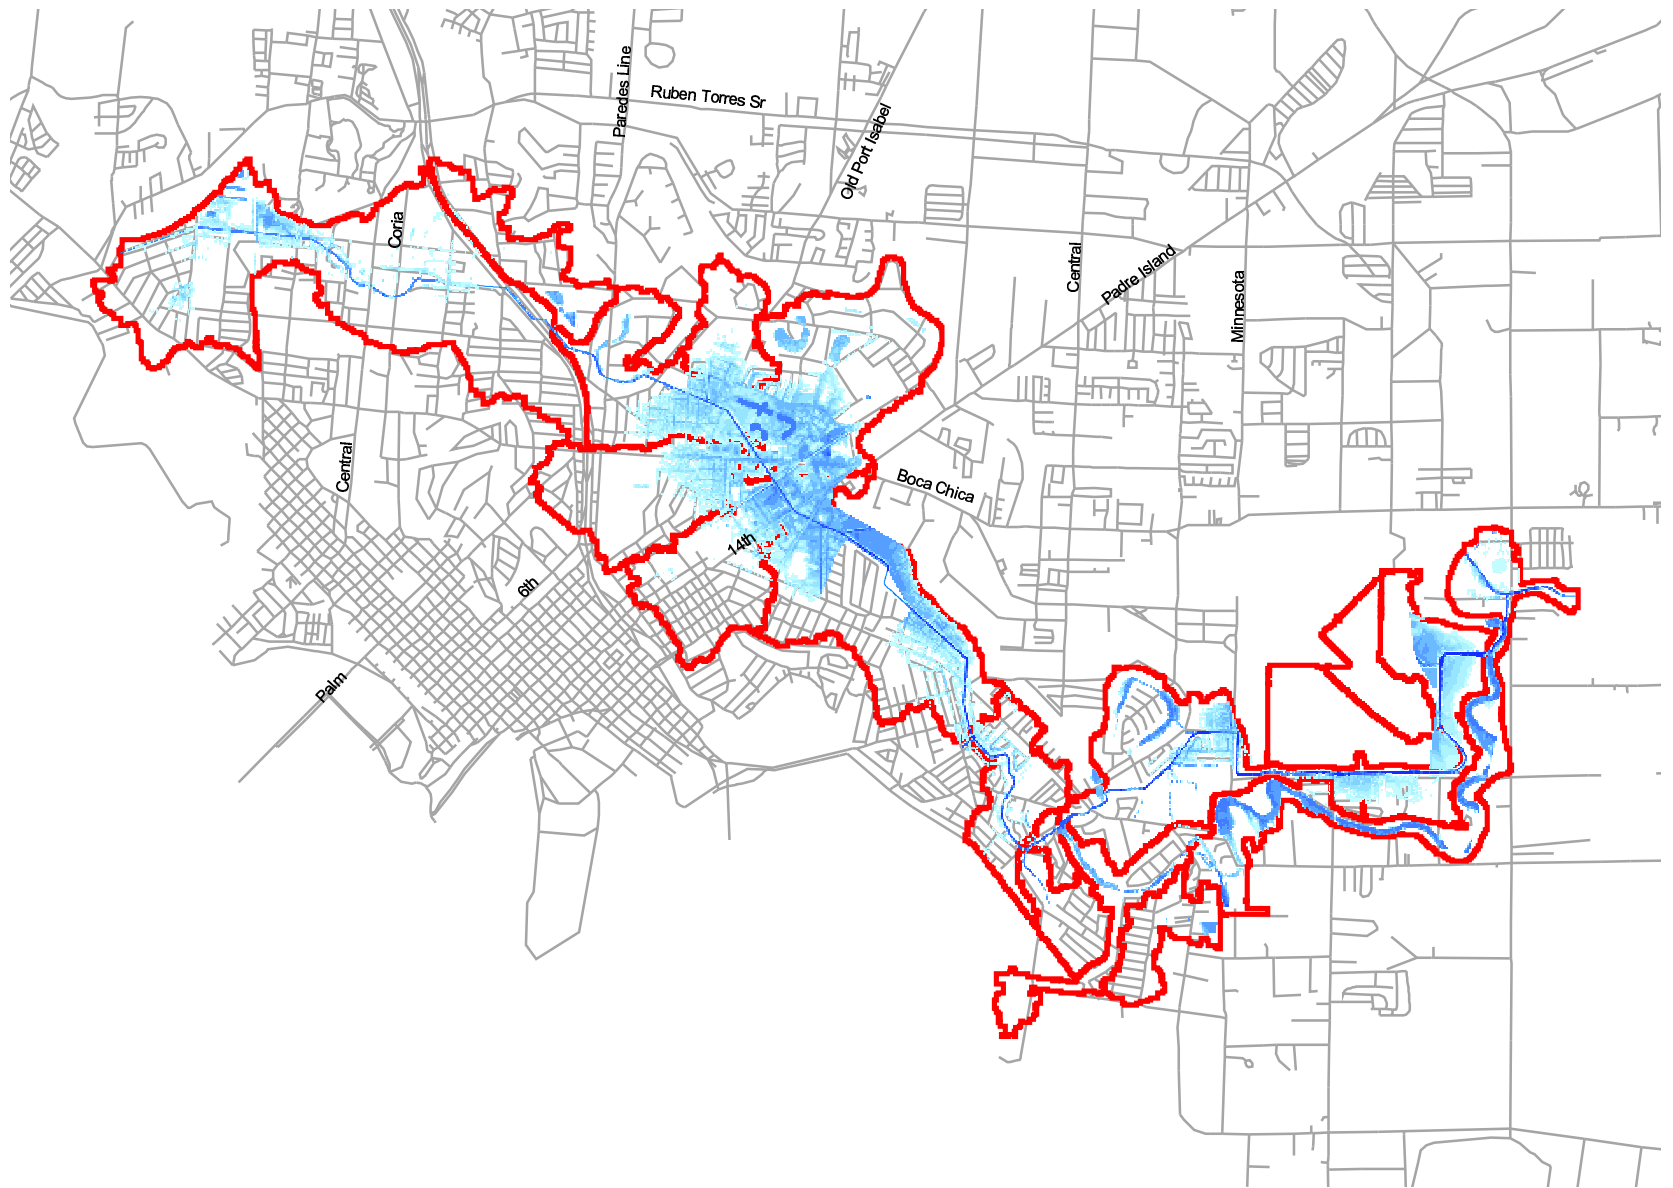 Ruben Torres Sr
Paredes Line
Old Port Isabel
Coria
Central
Padre Island
Minnesota
Central
Boca Chica
14th
6th
Palm